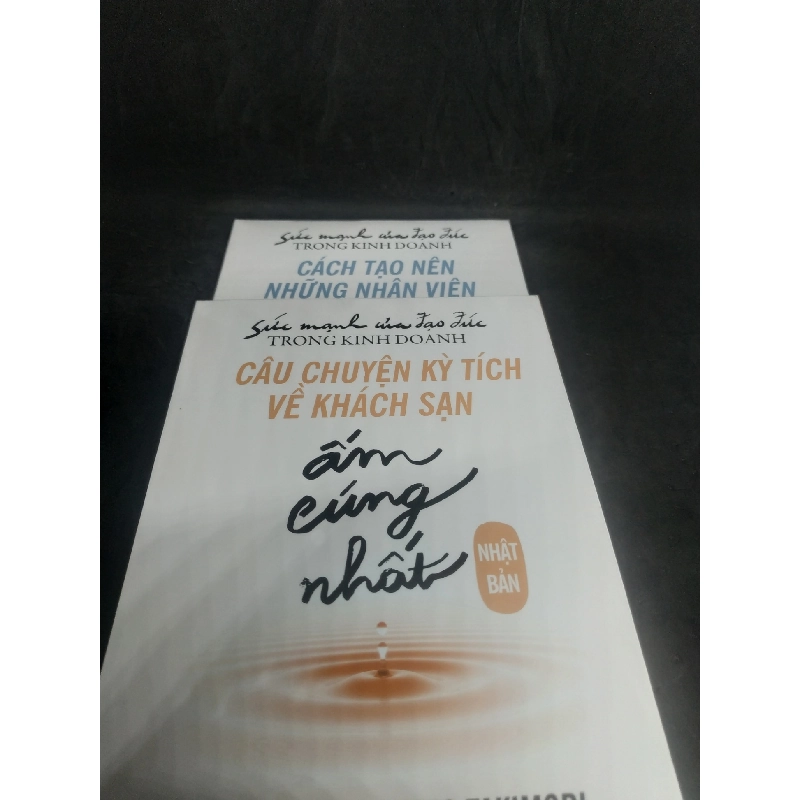 Sức mạnh của đạo đức
TRONG KINH DOANH
CÁCH TẠO NÊN
NHỮNG NHÂN VIÊN
Sức mạnh của đạo đức
TRONG KINH DOANH
CÂU CHUYỆN KỲ TÍCH
VỀ KHÁCH SẠN
ấm
cúng
nhất
NHẬT
BẢN